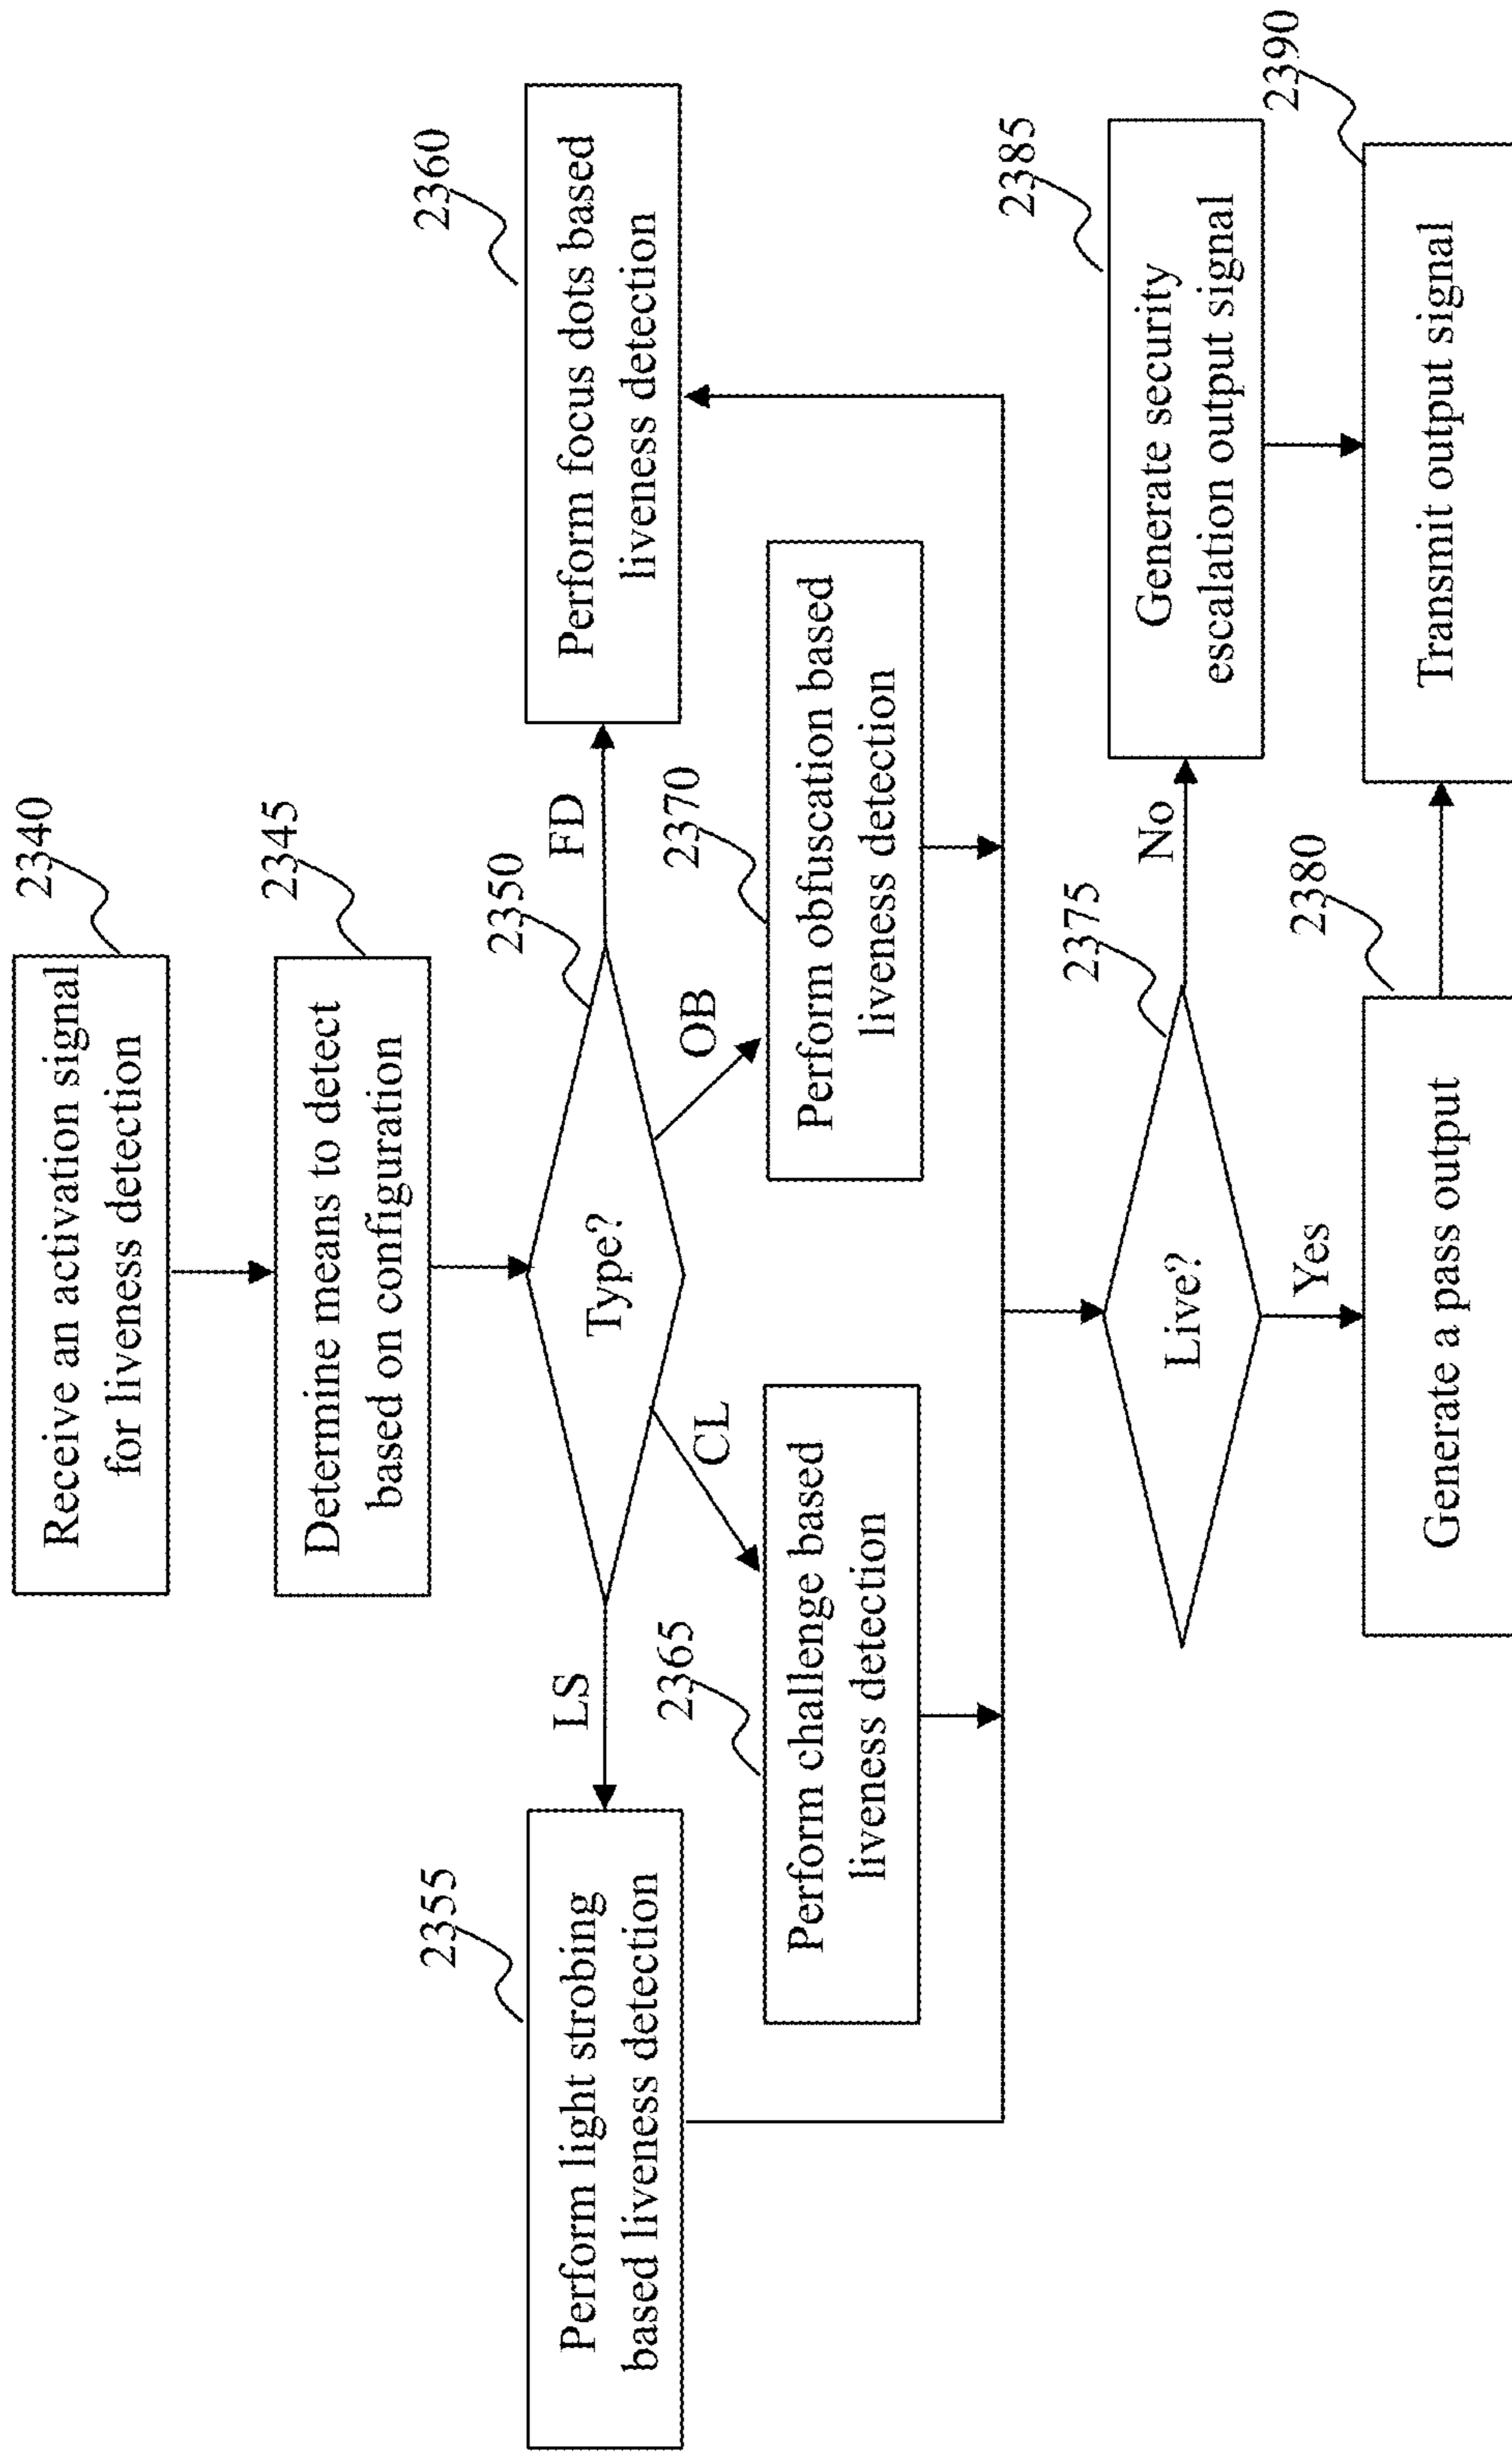 2340
Receive an activation signal
for liveness detection
2345
Determine means to detect
based on configuration
2350
Type?
LS
FD
CL
OB
2355
Perform light strobing
based liveness detection
2360
Perform focus dots based
liveness detection
2365
Perform challenge based
liveness detection
2370
Perform obfuscation based
liveness detection
2375
Live?
No
Yes
2385
Generate security
escalation output signal
2380
Generate a pass output
2390
Transmit output signal